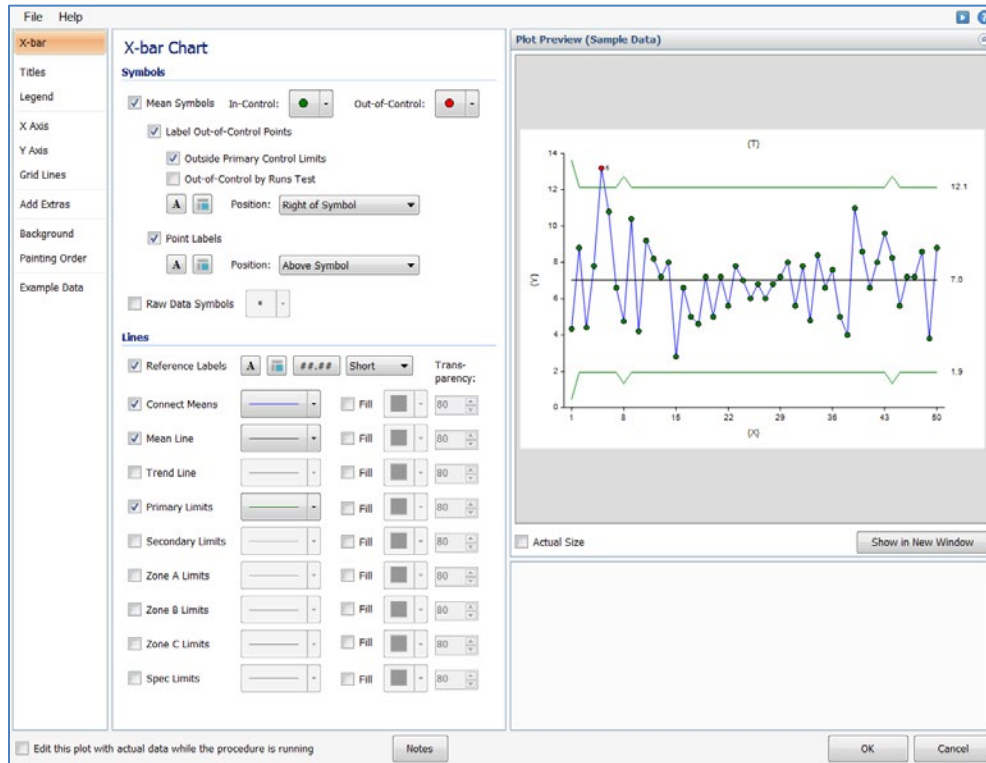 File Help
X-bar
Titles
Legend
X Axis
Y Axis
Grid Lines
Add Extras
Background
Painting Order
Example Data
X-bar Chart
Symbols
Mean Symbols In-Control: Out-of-Control:
Label Out-of-Control Points
Outside Primary Control Limits
Out-of-Control by Runs Test
A Position: Right of Symbol
Point Labels
A Position: Above Symbol
Raw Data Symbols
Lines
Reference Labels A ##.## Short Trans-
parency:
Connect Means Fill 80
Mean Line Fill 80
Trend Line Fill 80
Primary Limits Fill 80
Secondary Limits Fill 80
Zone A Limits Fill 80
Zone B Limits Fill 80
Zone C Limits Fill 80
Spec Limits Fill 80
Plot Preview (Sample Data)
{T}
14
12
10
8
6
4
2
0
{Y}
12.1
7.0
1.9
1 8 15 22 29 36 43 50
{X}
Actual Size Show in New Window
Edit this plot with actual data while the procedure is running Notes OK Cancel